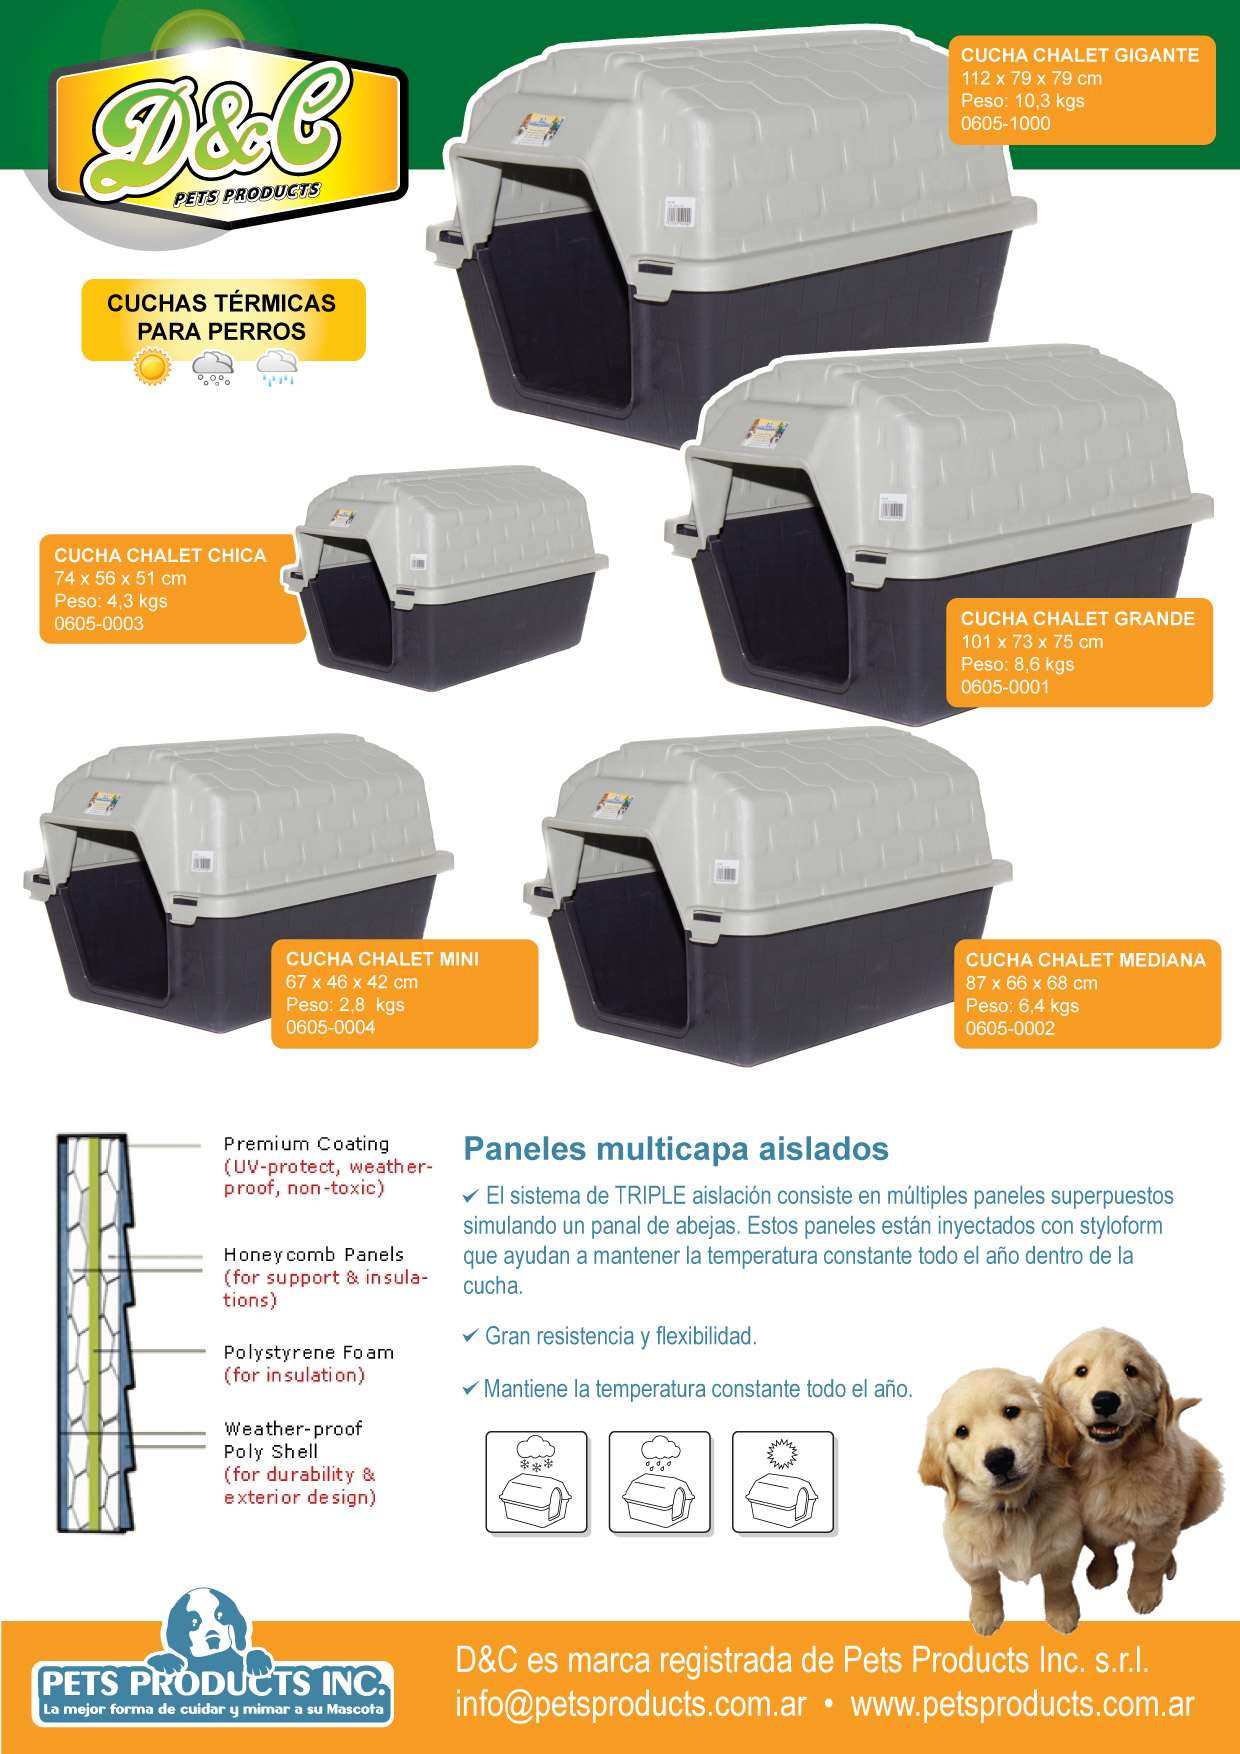 D&C
PETS PRODUCTS
CUCHA CHALET GIGANTE
112 x 79 x 79 cm
Peso: 10,3 kgs
0605-1000
CUCHAS TÉRMICAS
PARA PERROS
CUCHA CHALET CHICA
74 x 56 x 51 cm
Peso: 4,3 kgs
0605-0003
CUCHA CHALET GRANDE
101 x 73 x 75 cm
Peso: 8,6 kgs
0605-0001
CUCHA CHALET MINI
67 x 46 x 42 cm
Peso: 2,8 kgs
0605-0004
CUCHA CHALET MEDIANA
87 x 66 x 68 cm
Peso: 6,4 kgs
0605-0002
Premium Coating
(UV-protect, weather-
proof, non-toxic)
Honeycomb Panels
(for support & insula-
tions)
Polystyrene Foam
(for insulation)
Weather-proof
Poly Shell
(for durability &
exterior design)
Paneles multicapa aislados
✓ El sistema de TRIPLE aislación consiste en múltiples paneles superpuestos
simulando un panal de abejas. Estos paneles están inyectados con styloform
que ayudan a mantener la temperatura constante todo el año dentro de la
cucha.
✓ Gran resistencia y flexibilidad.
✓ Mantiene la temperatura constante todo el año.
PETS PRODUCTS INC.
La mejor forma de cuidar y mimar a su Mascota
D&C es marca registrada de Pets Products Inc. s.r.l.
info@petsproducts.com.ar • www.petsproducts.com.ar